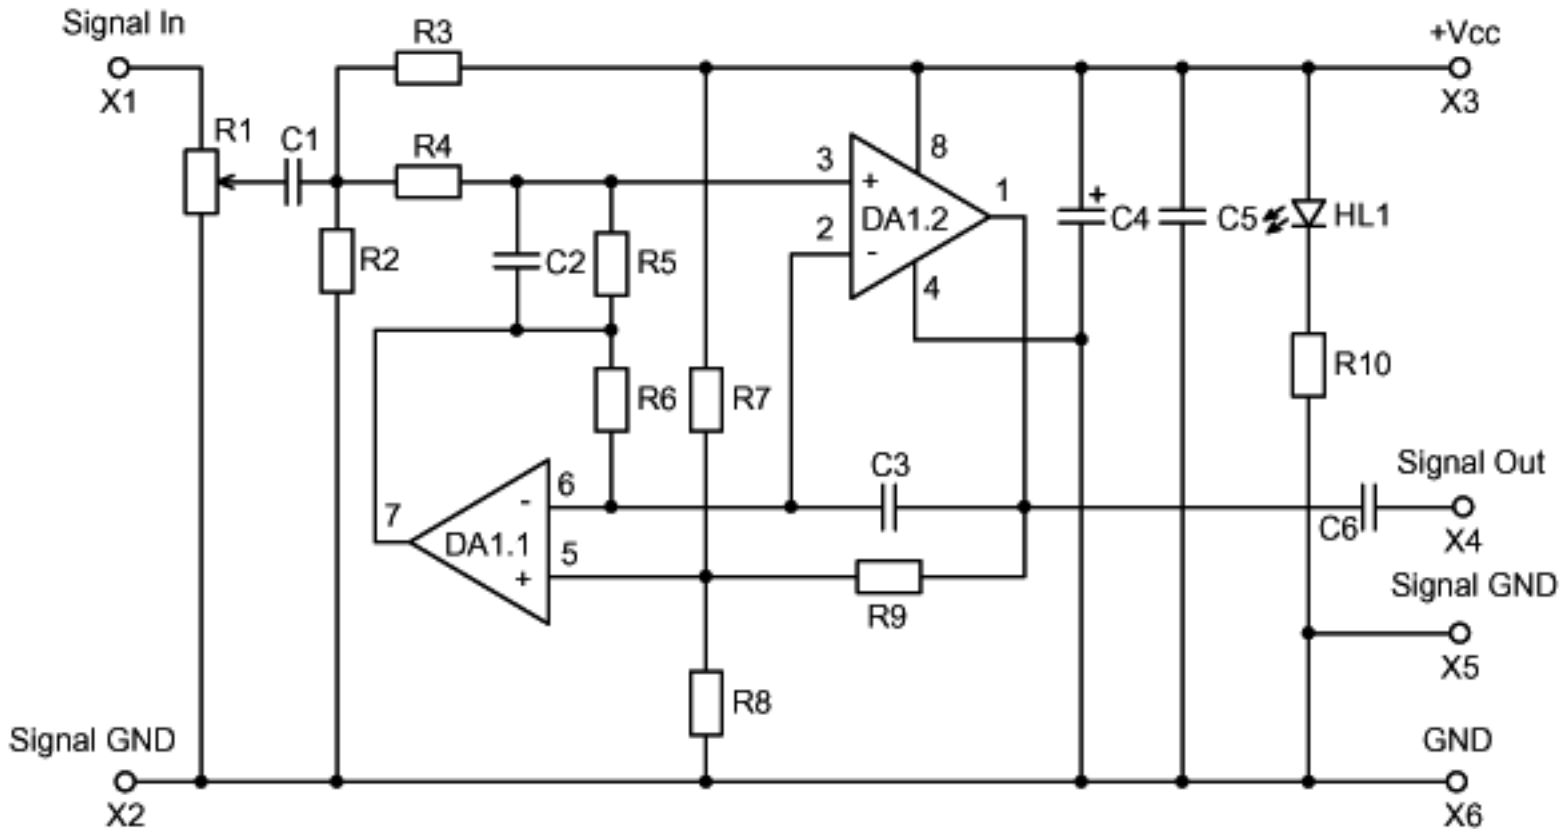 Signal In
X1
R1
C1
R3
R4
R2
C2
R5
R6
R7
3
+
2
-
DA1.2
8
1
4
+
C4
C5
HL1
+Vcc
X3
R10
C3
7
DA1.1
6
-
5
+
R9
R8
C6
Signal Out
X4
Signal GND
X5
Signal GND
X2
GND
X6